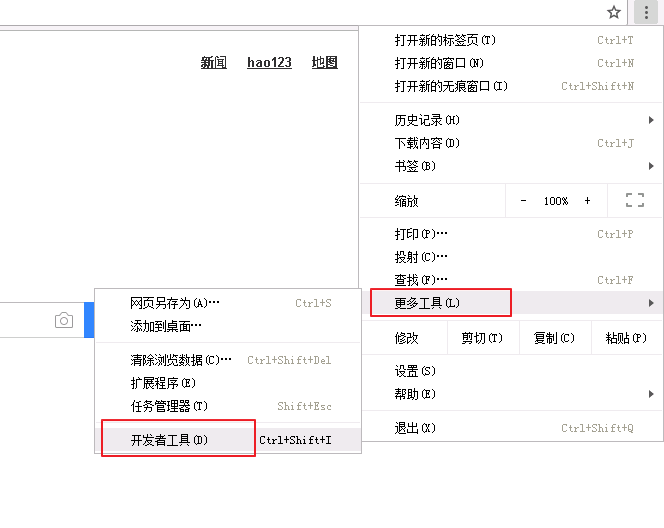 打开新的标签页(T) Ctrl+T
打开新的窗口(N) Ctrl+N
打开新的无痕窗口(I) Ctrl+Shift+N
新闻 hao123 地图
历史记录(H)
下载内容(D) Ctrl+J
书签(B)
缩放 - 100% +
打印(P)… Ctrl+P
投射(C)…
查找(F)… Ctrl+F
更多工具(L)
修改 剪切(T) 复制(C) 粘贴(P)
设置(S)
帮助(E)
退出(X) Ctrl+Shift+Q
网页另存为(A)… Ctrl+S
添加到桌面…
清除浏览数据(C)… Ctrl+Shift+Del
扩展程序(E)
任务管理器(T) Shift+Esc
开发者工具(D) Ctrl+Shift+I